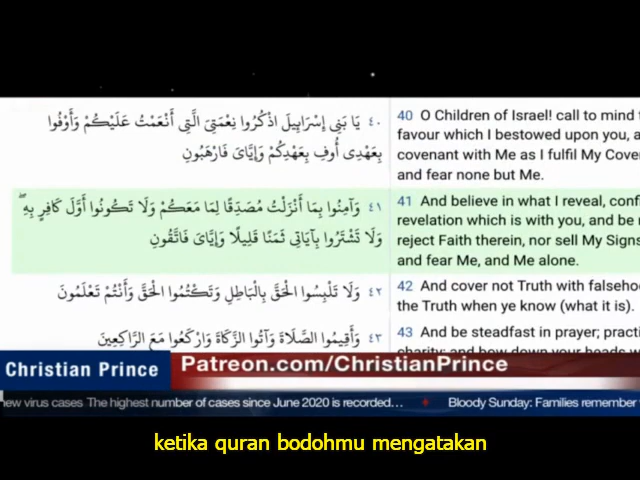 ٤٠ يَا بَنِي إِسْرَابِيلَ اذْكُرُوا نِعْمَتِيَ الَّتِي أَنْعَمْتُ عَلَيْكُمْ وَأَوْفُوا
بِعَهْدِي أُوفِ بِعَهْدِكُمْ وَإِيَّايَ فَارْهَبُونِ
40 O Children of Israel! call to mind
favour which I bestowed upon you, a
covenant with Me as I fulfil My Cove
and fear none but Me.
٤١ وَآمِنُوا بِمَا أَنْزَلْتُ مُصَدِّقًا لِمَا مَعَكُمْ وَلَا تَكُونُوا أَوَّلَ كَافِرٍ بِهِ ۖ
وَلَا تَشْتَرُوا بِآيَاتِي ثَمَنًا قَلِيلًا وَإِيَّايَ فَاتَّقُونِ
41 And believe in what I reveal, conf
revelation which is with you, and be
reject Faith therein, nor sell My Signs
and fear Me, and Me alone.
٤٢ وَلَا تَلْبِسُوا الْحَقَّ بِالْبَاطِلِ وَتَكْتُمُوا الْحَقَّ وَأَنْتُمْ تَعْلَمُونَ
42 And cover not Truth with falseho
the Truth when ye know (what it is).
٤٣ وَأَقِيمُوا الصَّلَاةَ وَآتُوا الزَّكَاةَ وَارْكَعُوا مَعَ الرَّاكِعِينَ
43 And be steadfast in prayer; practi
Christian Prince
Patreon.com/ChristianPrince
new virus cases The highest number of cases since June 2020 is recorded... Bloody Sunday: Families remember
ketika quran bodohmu mengatakan